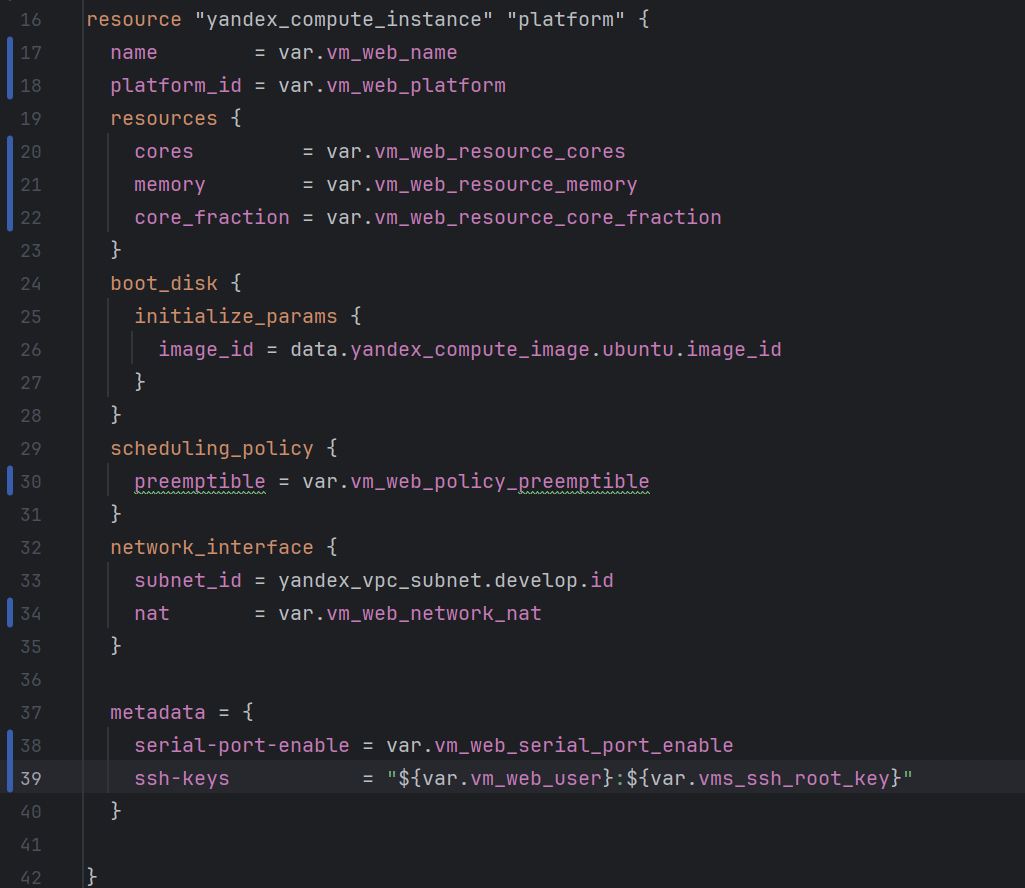 16 resource "yandex_compute_instance" "platform" {
17   name        = var.vm_web_name
18   platform_id = var.vm_web_platform
19   resources {
20     cores         = var.vm_web_resource_cores
21     memory        = var.vm_web_resource_memory
22     core_fraction = var.vm_web_resource_core_fraction
23   }
24   boot_disk {
25     initialize_params {
26       image_id = data.yandex_compute_image.ubuntu.image_id
27     }
28   }
29   scheduling_policy {
30     preemptible = var.vm_web_policy_preemptible
31   }
32   network_interface {
33     subnet_id = yandex_vpc_subnet.develop.id
34     nat       = var.vm_web_network_nat
35   }
36
37   metadata = {
38     serial-port-enable = var.vm_web_serial_port_enable
39     ssh-keys           = "${var.vm_web_user}:${var.vms_ssh_root_key}"
40   }
41
42 }